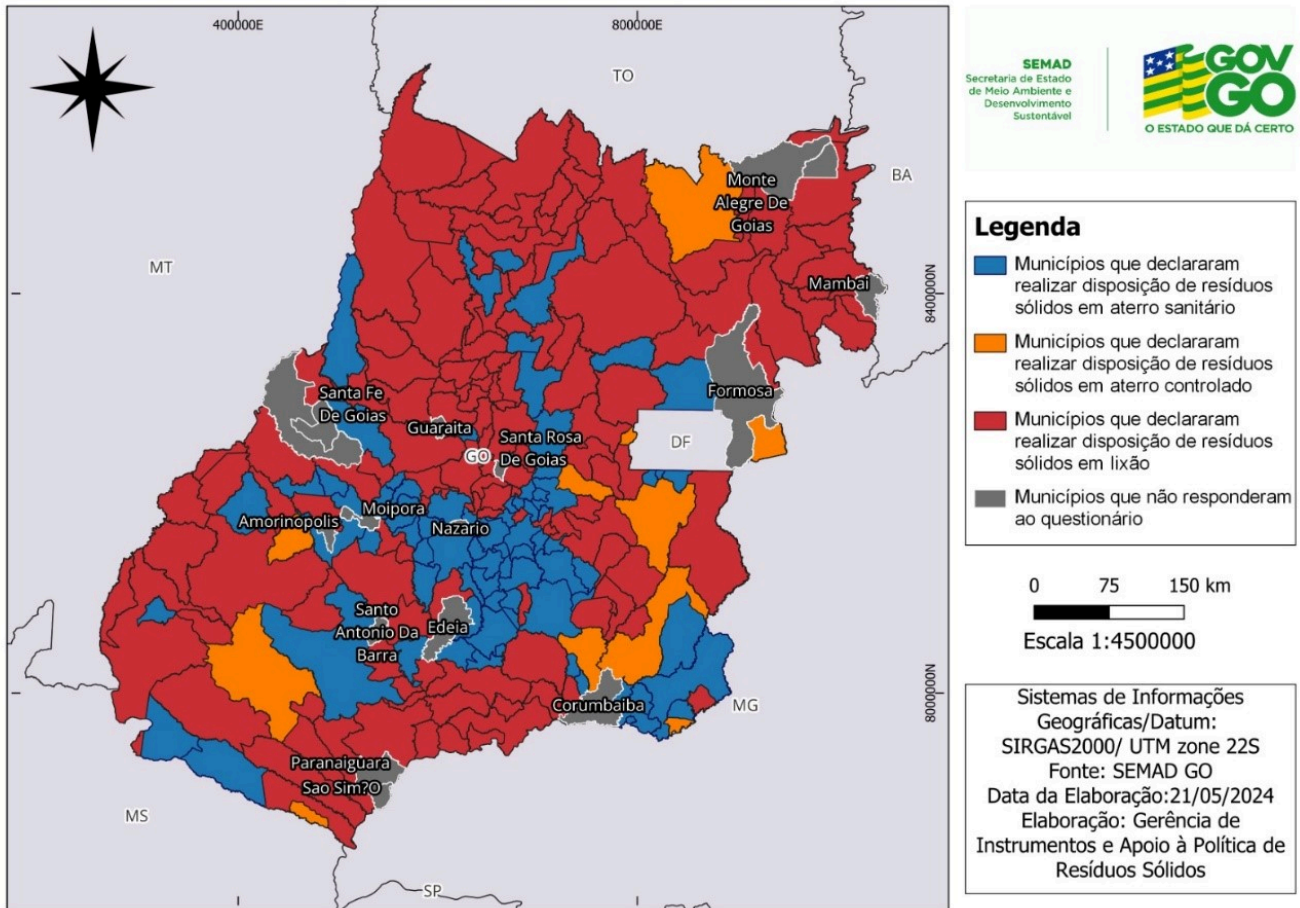 400000E
800000E
TO
BA
MT
8400000N
Monte
Alegre De
Goias
Mambai
Santa Fe
De Goias
Guaraita
Formosa
GO
Santa Rosa
De Goias
DF
Amorinopolis
Moipora
Nazario
Santo
Antonio Da
Barra
Edeia
Corumbaiba
8000000N
MG
Paranaiguara
Sao Sim?O
MS
SP
SEMAD
Secretaria de Estado
de Meio Ambiente e
Desenvolvimento
Sustentável
GOV
GO
O ESTADO QUE DÁ CERTO
Legenda
Municípios que declararam
realizar disposição de resíduos
sólidos em aterro sanitário
Municípios que declararam
realizar disposição de resíduos
sólidos em aterro controlado
Municípios que declararam
realizar disposição de resíduos
sólidos em lixão
Municípios que não responderam
ao questionário
0 75 150 km
Escala 1:4500000
Sistemas de Informações
Geográficas/Datum:
SIRGAS2000/ UTM zone 22S
Fonte: SEMAD GO
Data da Elaboração:21/05/2024
Elaboração: Gerência de
Instrumentos e Apoio à Política de
Resíduos Sólidos